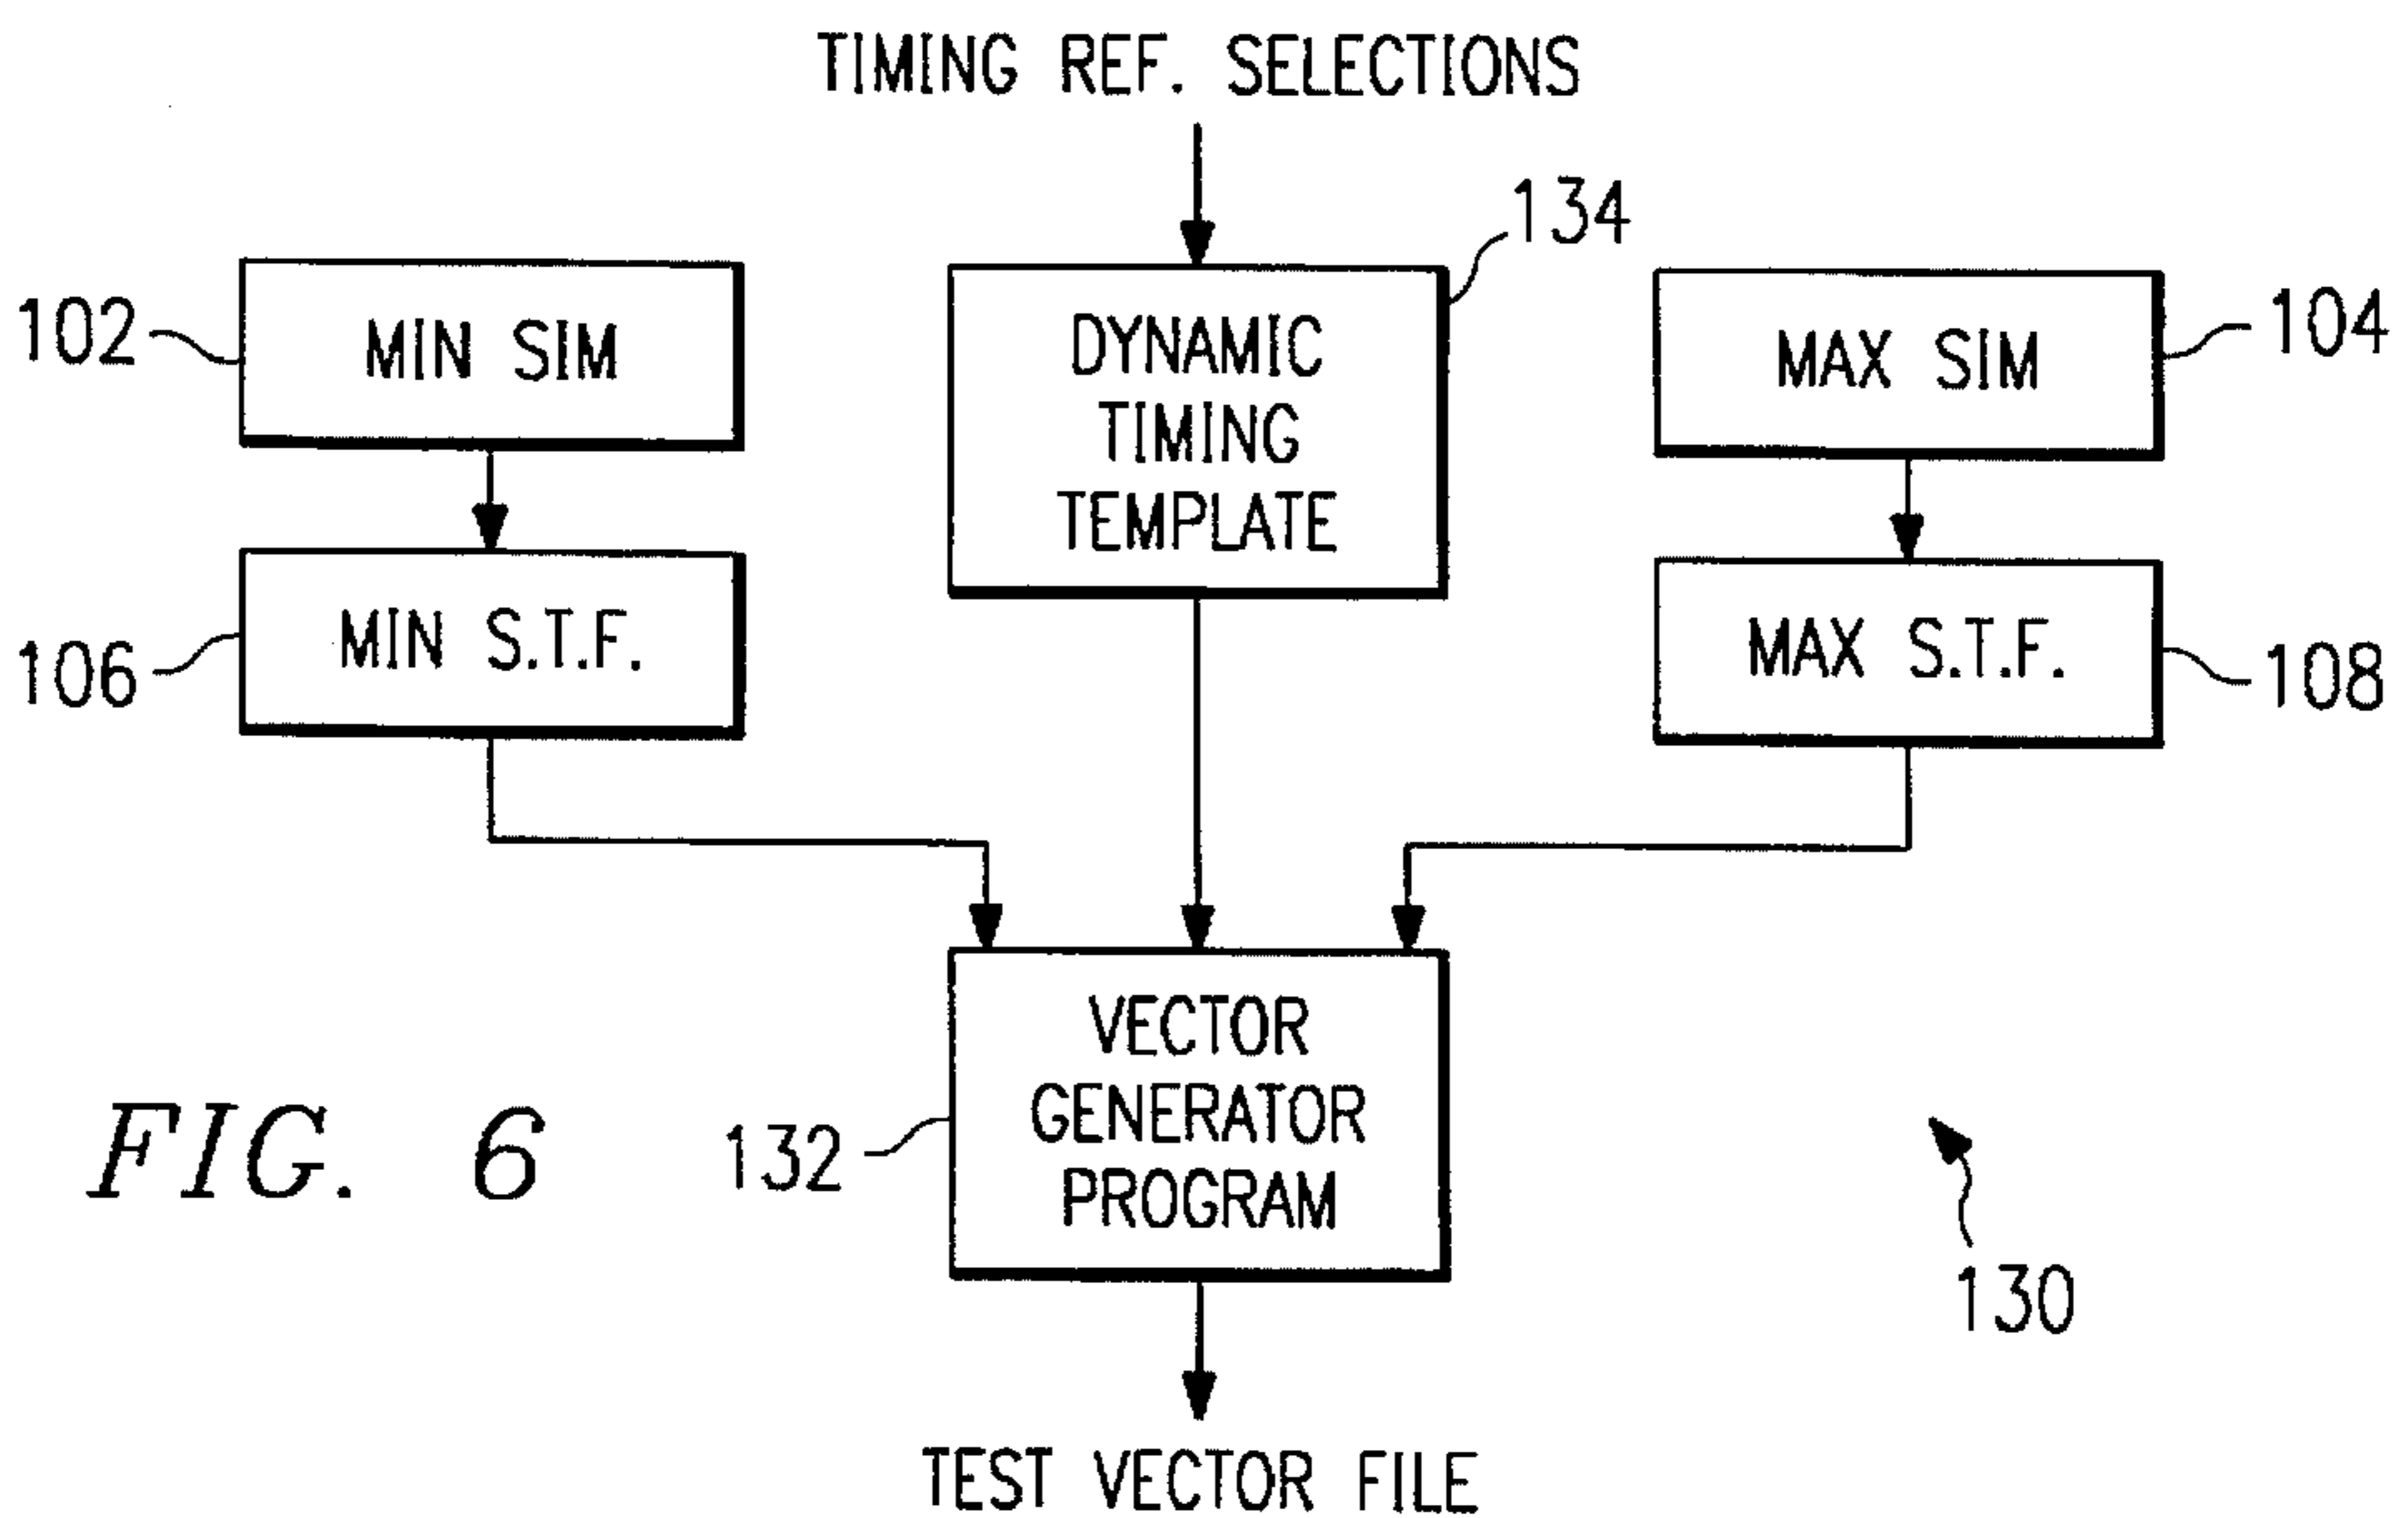 TIMING REF. SELECTIONS
134
102
MIN SIM
DYNAMIC
TIMING
TEMPLATE
MAX SIM
104
106
MIN S.T.F.
MAX S.T.F.
108
VECTOR
GENERATOR
PROGRAM
132
FIG. 6
130
TEST VECTOR FILE